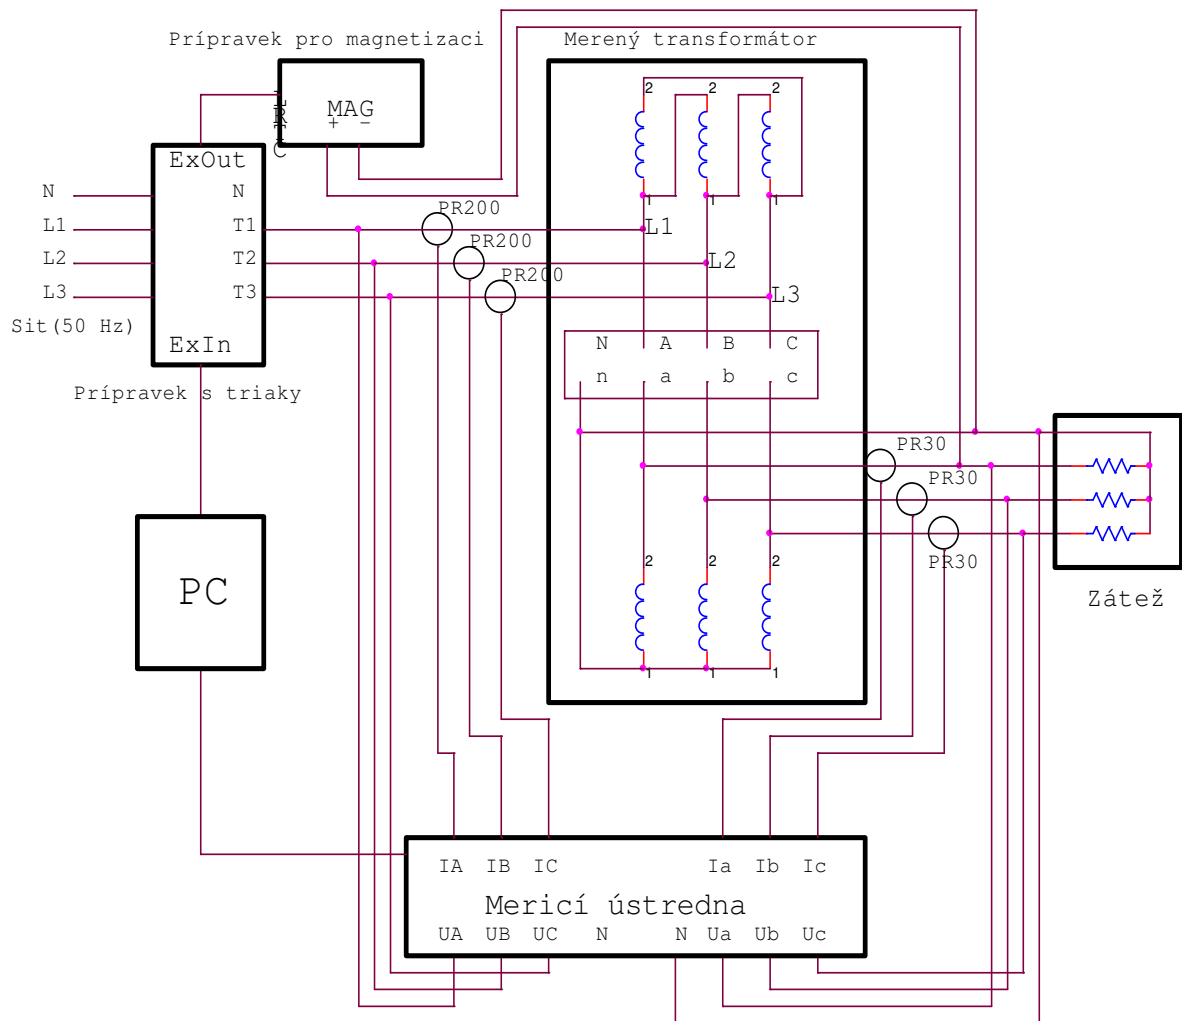 Prípravek pro magnetizaci
Merený transformátor
MAG
+ −
ExOut
N N
L1 T1
L2 T2
L3 T3
Sit(50 Hz)
ExIn
Prípravek s triaky
PR200
PR200
PR200
2 2 2
1 1 1
L1
L2
L3
N A B C
n a b c
PR30
PR30
PR30
2 2 2
1 1 1
Zátež
PC
IA IB IC Ia Ib Ic
Mericí ústredna
UA UB UC N N Ua Ub Uc